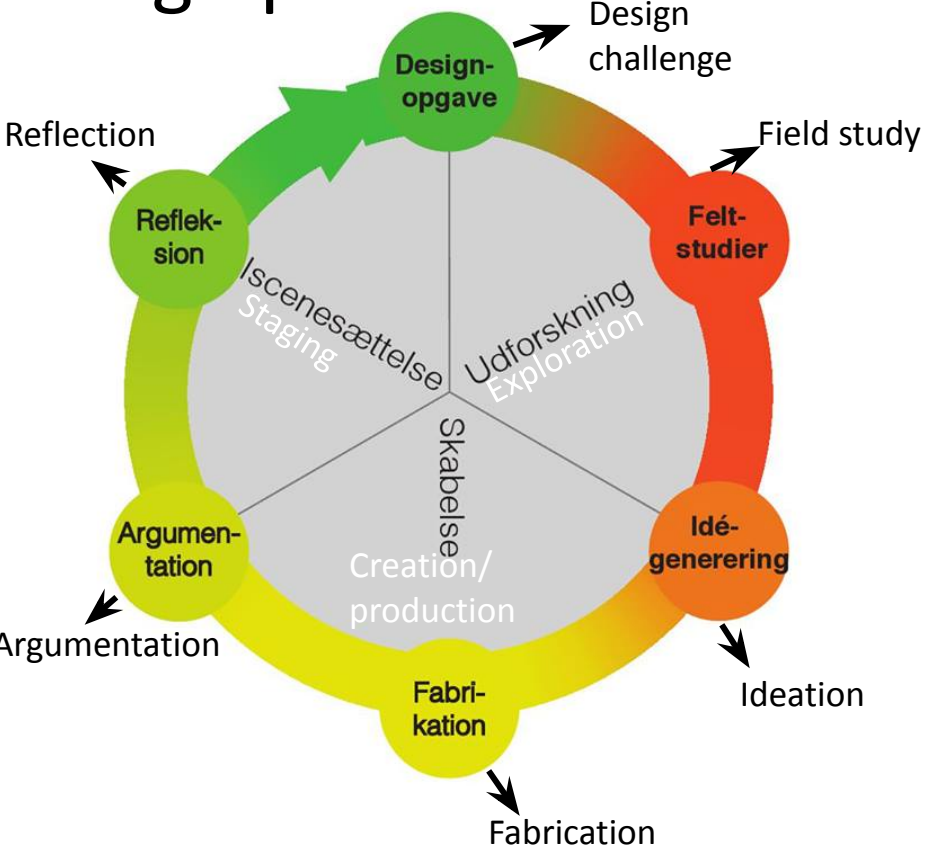 Design
challenge
Design-
opgave
Reflection
Field study
Reflek-
sion
Felt-
studier
Iscenesættelse
Staging
Udforskning
Exploration
Skabelse
Creation/
production
Argumen-
tation
Idé-
generering
Argumentation
Ideation
Fabri-
kation
Fabrication